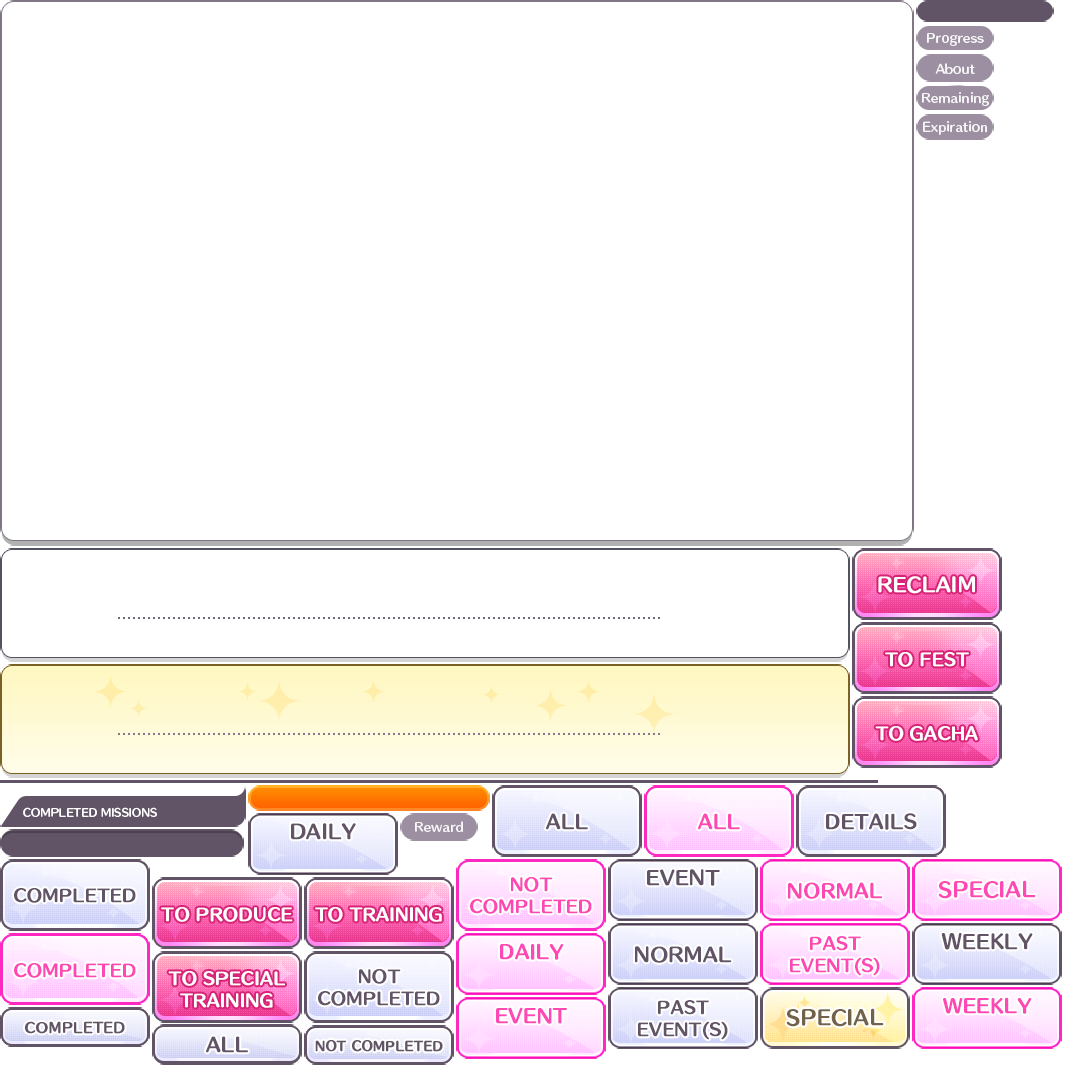 Progress
About
Remaining
Expiration
RECLAIM
TO FEST
TO GACHA
COMPLETED MISSIONS
DAILY
Reward
ALL
ALL
DETAILS
COMPLETED
TO PRODUCE
TO TRAINING
NOT
COMPLETED
EVENT
NORMAL
SPECIAL
COMPLETED
TO SPECIAL
TRAINING
NOT
COMPLETED
DAILY
NORMAL
PAST
EVENT(S)
WEEKLY
COMPLETED
ALL
NOT COMPLETED
EVENT
PAST
EVENT(S)
SPECIAL
WEEKLY